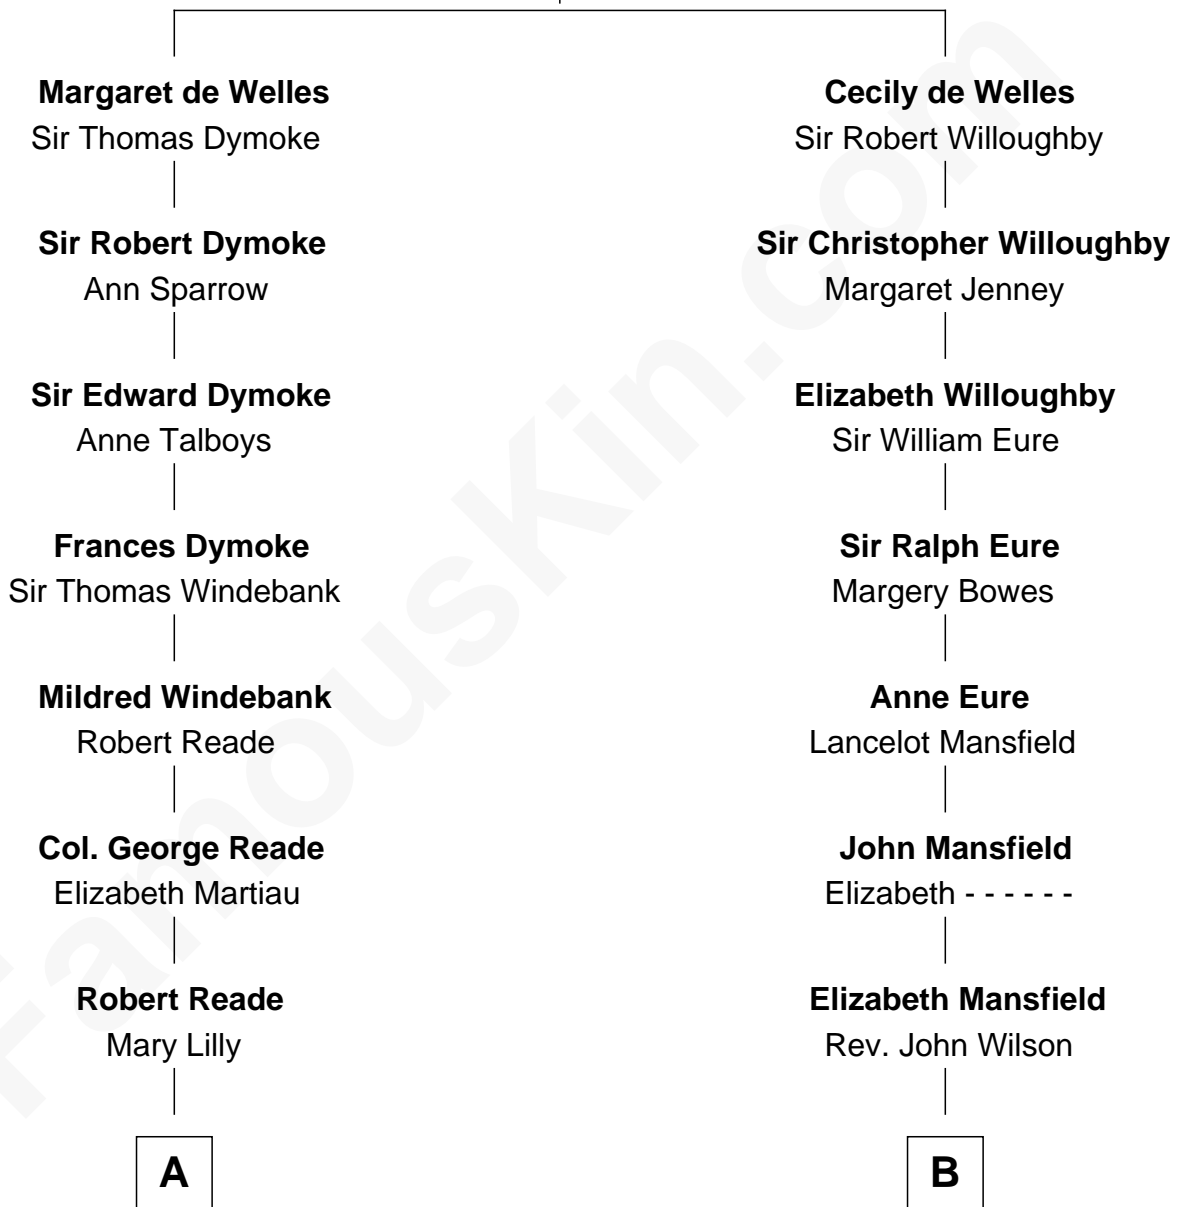 Margaret de Welles
Sir Thomas Dymoke
Sir Robert Dymoke
Ann Sparrow
Sir Edward Dymoke
Anne Talboys
Frances Dymoke
Sir Thomas Windebank
Mildred Windebank
Robert Reade
Col. George Reade
Elizabeth Martiau
Robert Reade
Mary Lilly
A
Cecily de Welles
Sir Robert Willoughby
Sir Christopher Willoughby
Margaret Jenney
Elizabeth Willoughby
Sir William Eure
Sir Ralph Eure
Margery Bowes
Anne Eure
Lancelot Mansfield
John Mansfield
Elizabeth - - - - - -
Elizabeth Mansfield
Rev. John Wilson
B
FamousKin.com